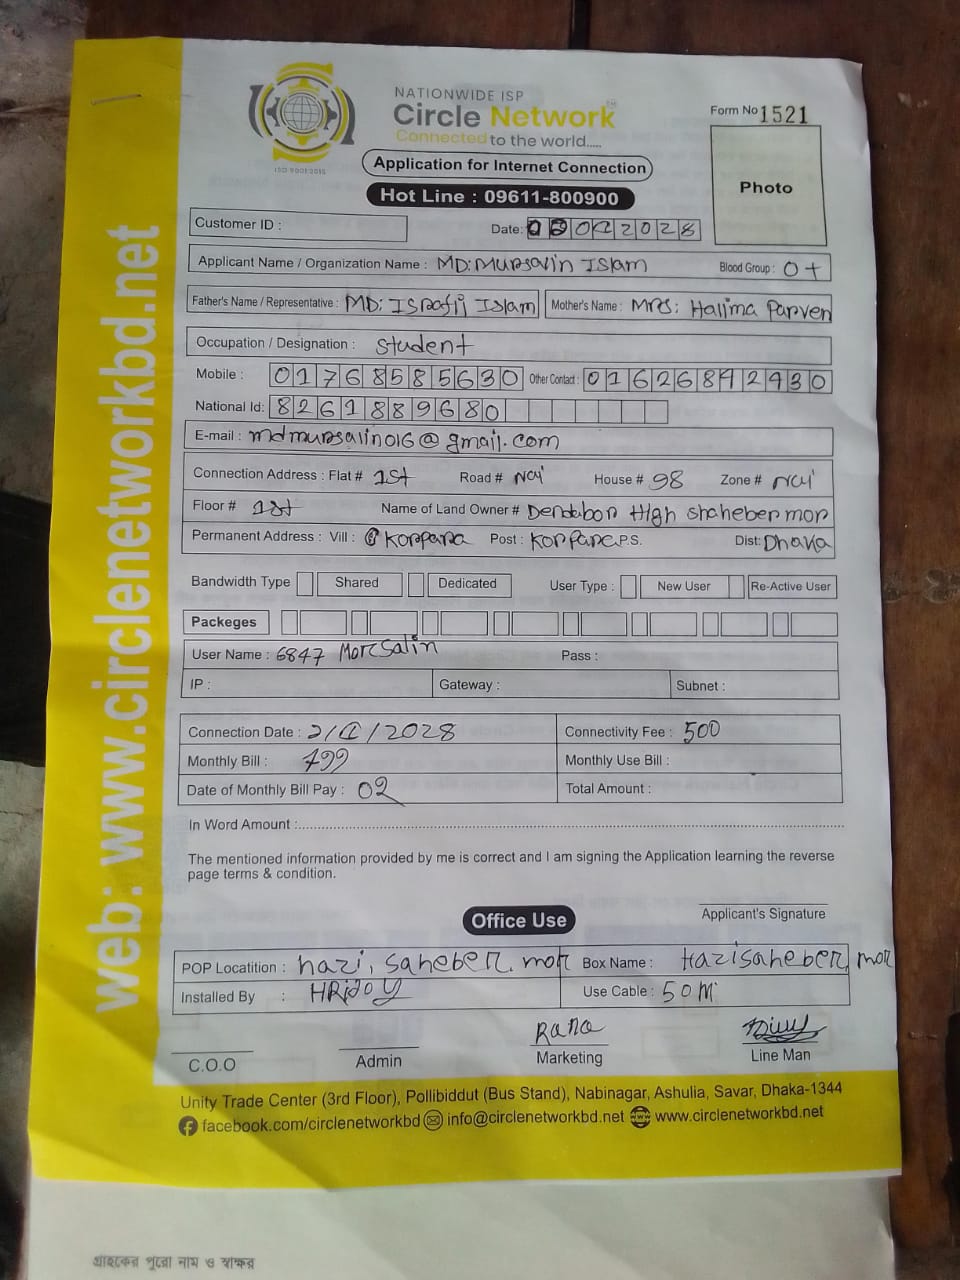 NATIONWIDE ISP
Circle Network
Connected to the world.....
ISO 9001:2015
Form No 1521
Application for Internet Connection
Hot Line : 09611-800900
Photo
Customer ID :
Date: 042028
Applicant Name / Organization Name : MD:Mursalin Islam Blood Group : O+
Father's Name / Representative : MD: Israfil Islam Mother's Name : Mrs: Halima Parven
Occupation / Designation : Student
Mobile : 01768585630 Other Contact : 01626842930
National Id: 8261889680
E-mail : mdmursalin016@gmail.com
Connection Address : Flat # 1st Road # Nai House # 98 Zone # Nai
Floor # 1st Name of Land Owner # Dendabor High Shaheber mor
Permanent Address : Vill : Korpara Post : Korpara P.S. Dist: Dhaka
Bandwidth Type Shared Dedicated User Type : New User Re-Active User
Packeges
User Name : 6847 Morsalin Pass :
IP : Gateway : Subnet :
Connection Date : 2/4/2028 Connectivity Fee : 500
Monthly Bill : 499 Monthly Use Bill :
Date of Monthly Bill Pay : 02 Total Amount :
In Word Amount :
The mentioned information provided by me is correct and I am signing the Application learning the reverse
page terms & condition.
Applicant's Signature
Office Use
POP Locatition : hazi, saheber. mor Box Name : Hazisaheber, mor
Installed By : HRidoy Use Cable : 50M
Rana
C.O.O Admin Marketing Line Man
Unity Trade Center (3rd Floor), Pollibiddut (Bus Stand), Nabinagar, Ashulia, Savar, Dhaka-1344
facebook.com/circlenetworkbd info@circlenetworkbd.net www.circlenetworkbd.net
web: www.circlenetworkbd.net
গ্রাহকের পুরো নাম ও স্বাক্ষর